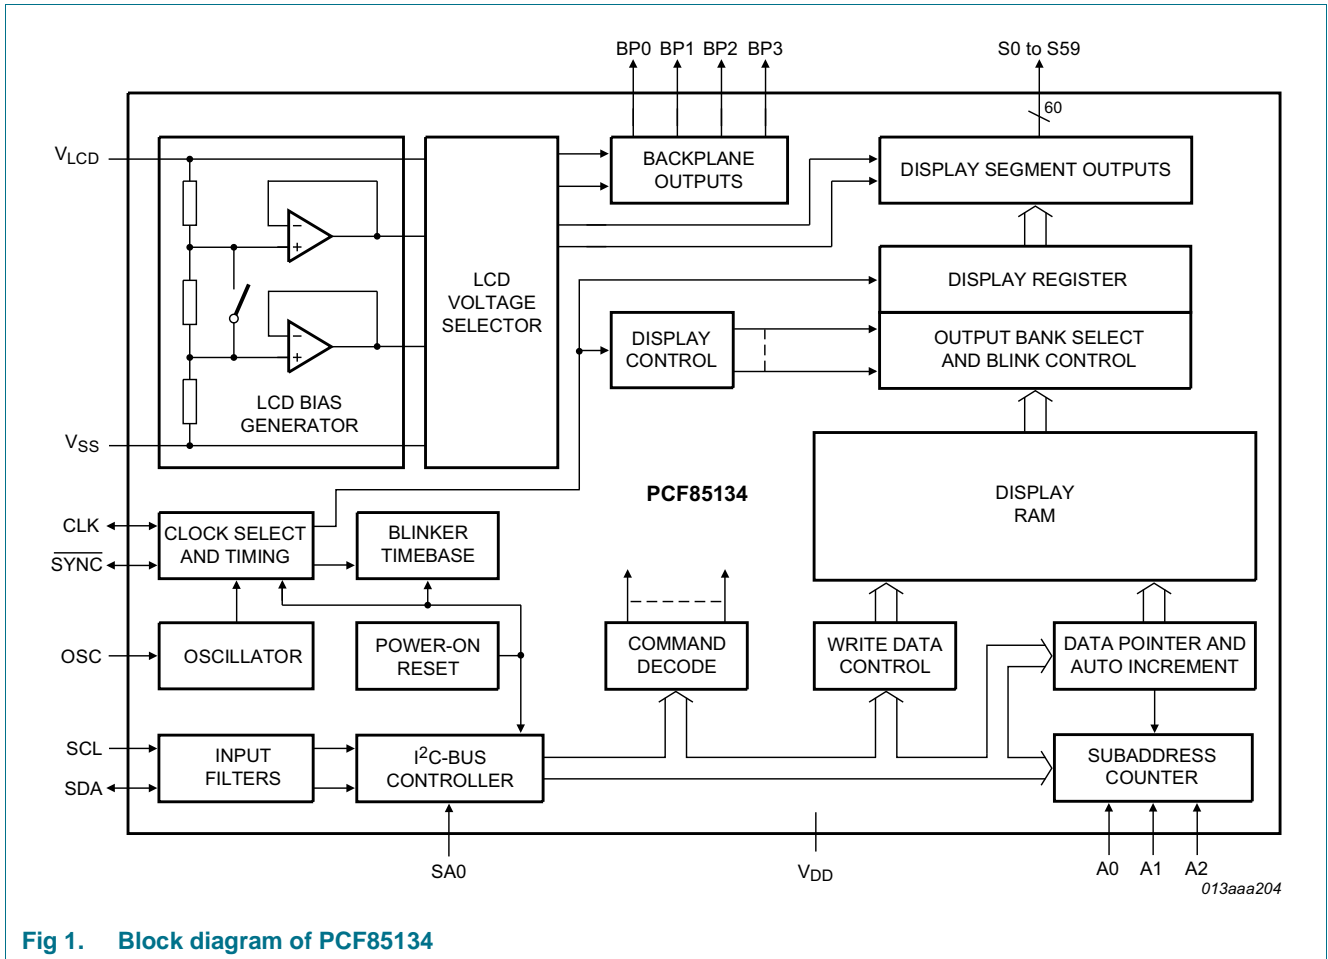 BP0 BP1 BP2 BP3
S0 to S59
60
VLCD
BACKPLANE
OUTPUTS
DISPLAY SEGMENT OUTPUTS
−
+
LCD
VOLTAGE
SELECTOR
DISPLAY REGISTER
−
+
DISPLAY
CONTROL
OUTPUT BANK SELECT
AND BLINK CONTROL
LCD BIAS
GENERATOR
VSS
PCF85134
DISPLAY
RAM
CLK
SYNC
CLOCK SELECT
AND TIMING
BLINKER
TIMEBASE
OSC
OSCILLATOR
POWER-ON
RESET
COMMAND
DECODE
WRITE DATA
CONTROL
DATA POINTER AND
AUTO INCREMENT
SCL
SDA
INPUT
FILTERS
I2C-BUS
CONTROLLER
SUBADDRESS
COUNTER
SA0
VDD
A0 A1 A2
013aaa204
Fig 1. Block diagram of PCF85134